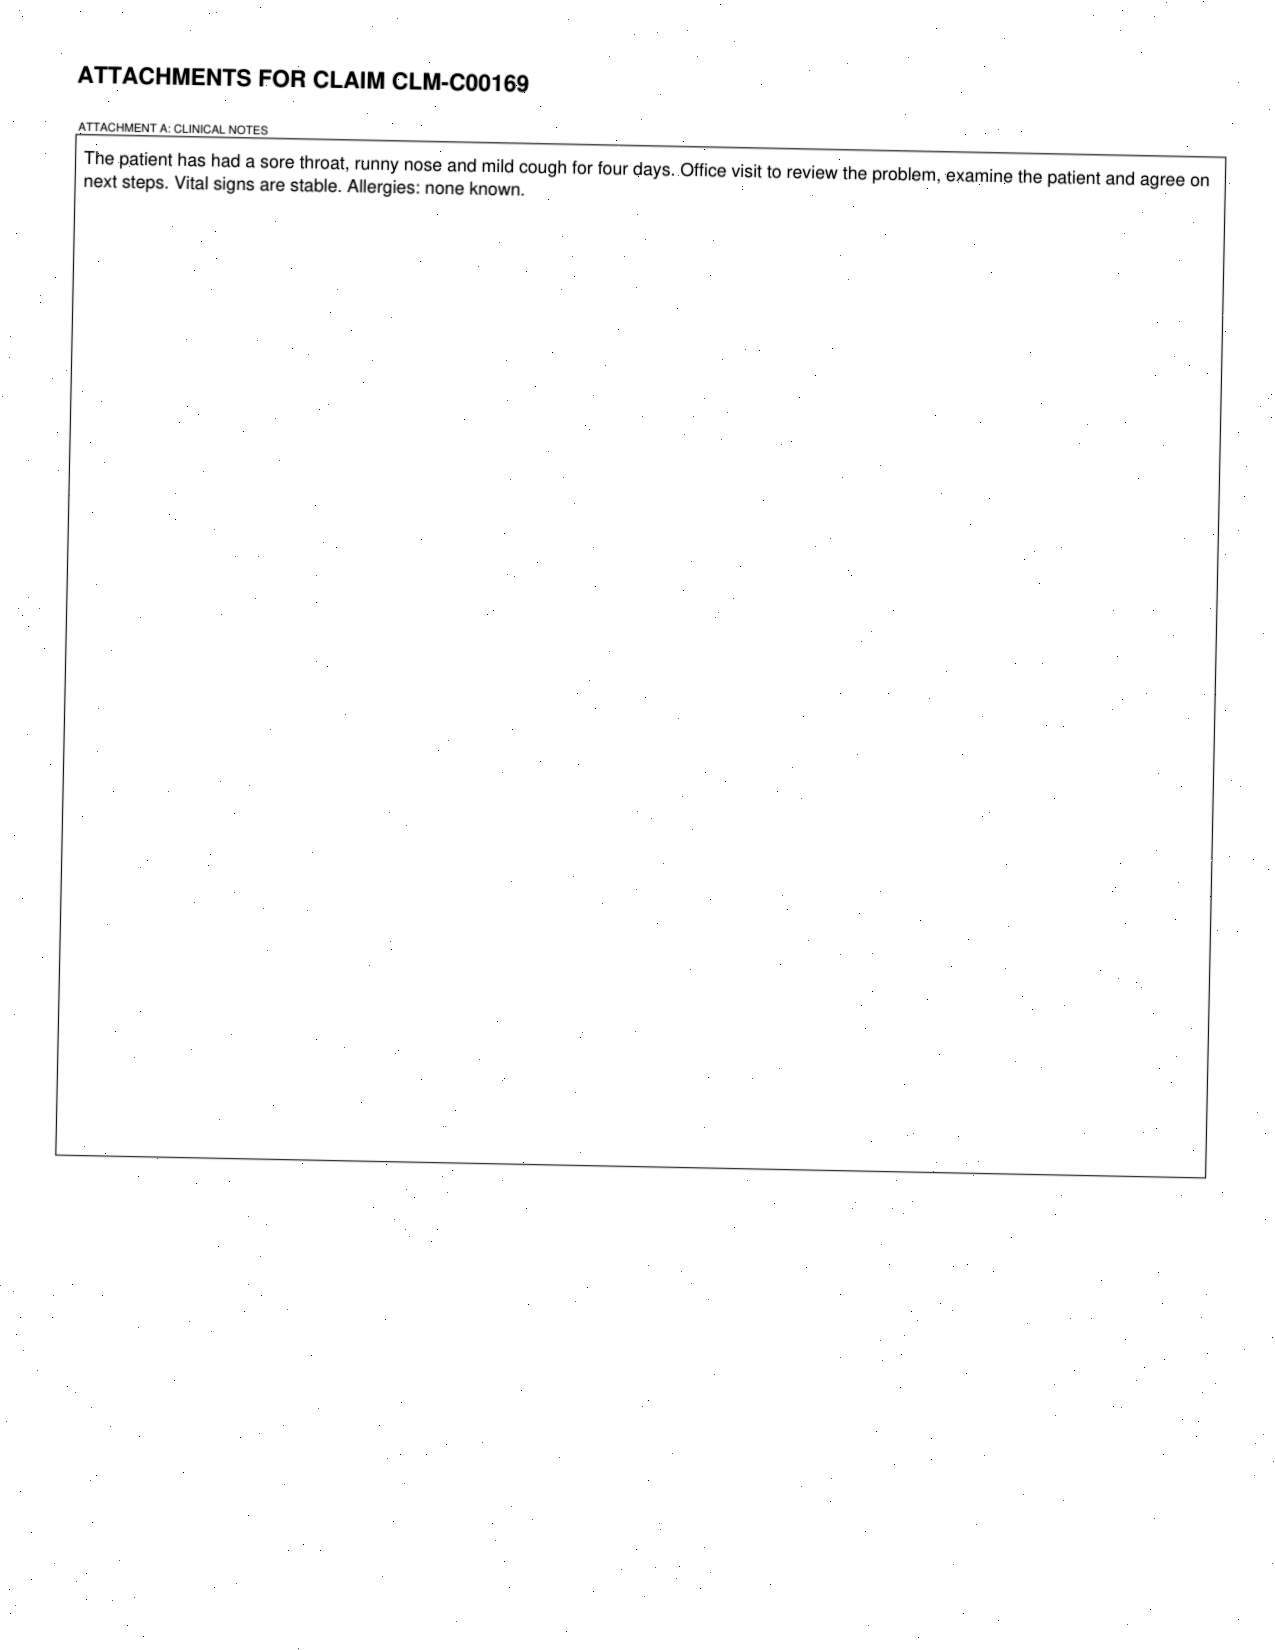 ATTACHMENTS FOR CLAIM CLM-C00169
ATTACHMENT A: CLINICAL NOTES
The patient has had a sore throat, runny nose and mild cough for four days. Office visit to review the problem, examine the patient and agree on
next steps. Vital signs are stable. Allergies: none known.